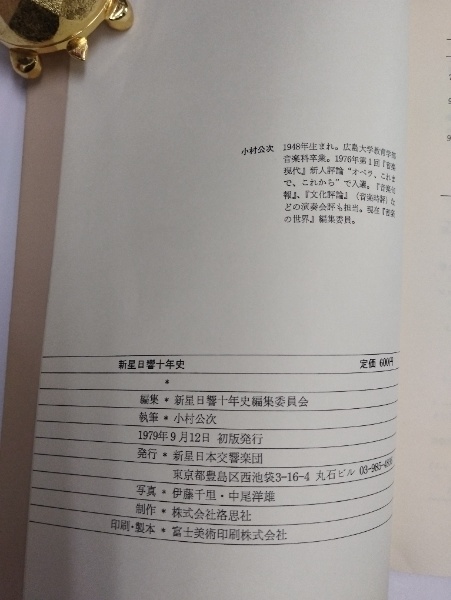 小村公次 1948年生まれ。広島大学教育学部
音楽科卒業。1976年第1回『音楽
現代』新人評論“オペラ、これま
で、これから”で入選。『音楽
報』、『文化評論』(音楽時評)な
どの演奏会評も担当。現在『音楽
の世界』編集委員。
新星日響十年史 定価 600円
*
編集 * 新星日響十年史編集委員会
執筆 * 小村公次
1979年9月12日 初版発行
発行 * 新星日本交響楽団
東京都豊島区西池袋3-16-4 丸石ビル 03-985-48
写真 * 伊藤千里・中尾洋雄
制作 * 株式会社洛思社
印刷・製本 * 富士美術印刷株式会社